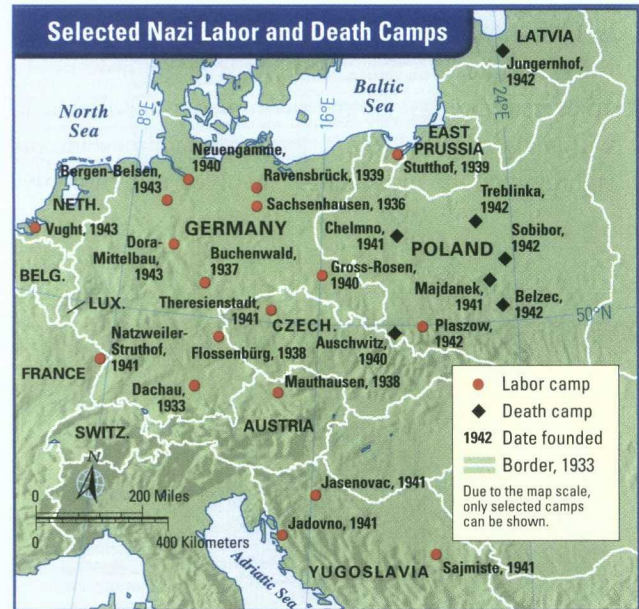 Selected Nazi Labor and Death Camps
LATVIA
Jungernhof,
1942
24°E
Baltic
Sea
North
Sea
8°E
16°E
EAST
PRUSSIA
Stutthof, 1939
Neuengamme,
1940
Bergen-Belsen,
1943
Ravensbrück, 1939
Sachsenhausen, 1936
Treblinka,
1942
NETH.
Vught, 1943
GERMANY
Chelmno,
1941
POLAND
Sobibor,
1942
Dora-
Mittelbau,
1943
Buchenwald,
1937
Gross-Rosen,
1940
BELG.
Majdanek,
1941
Belzec,
1942
LUX.
Theresienstadt,
1941
50°N
CZECH.
Plaszow,
1942
Natzweiler-
Struthof,
1941
Flossenbürg, 1938
Auschwitz,
1940
FRANCE
Dachau,
1933
Mauthausen, 1938
AUSTRIA
SWITZ.
N
0 200 Miles
0 400 Kilometers
Jasenovac, 1941
Jadovno, 1941
Adriatic Sea
YUGOSLAVIA
Sajmiste, 1941
Labor camp
Death camp
1942 Date founded
Border, 1933
Due to the map scale,
only selected camps
can be shown.